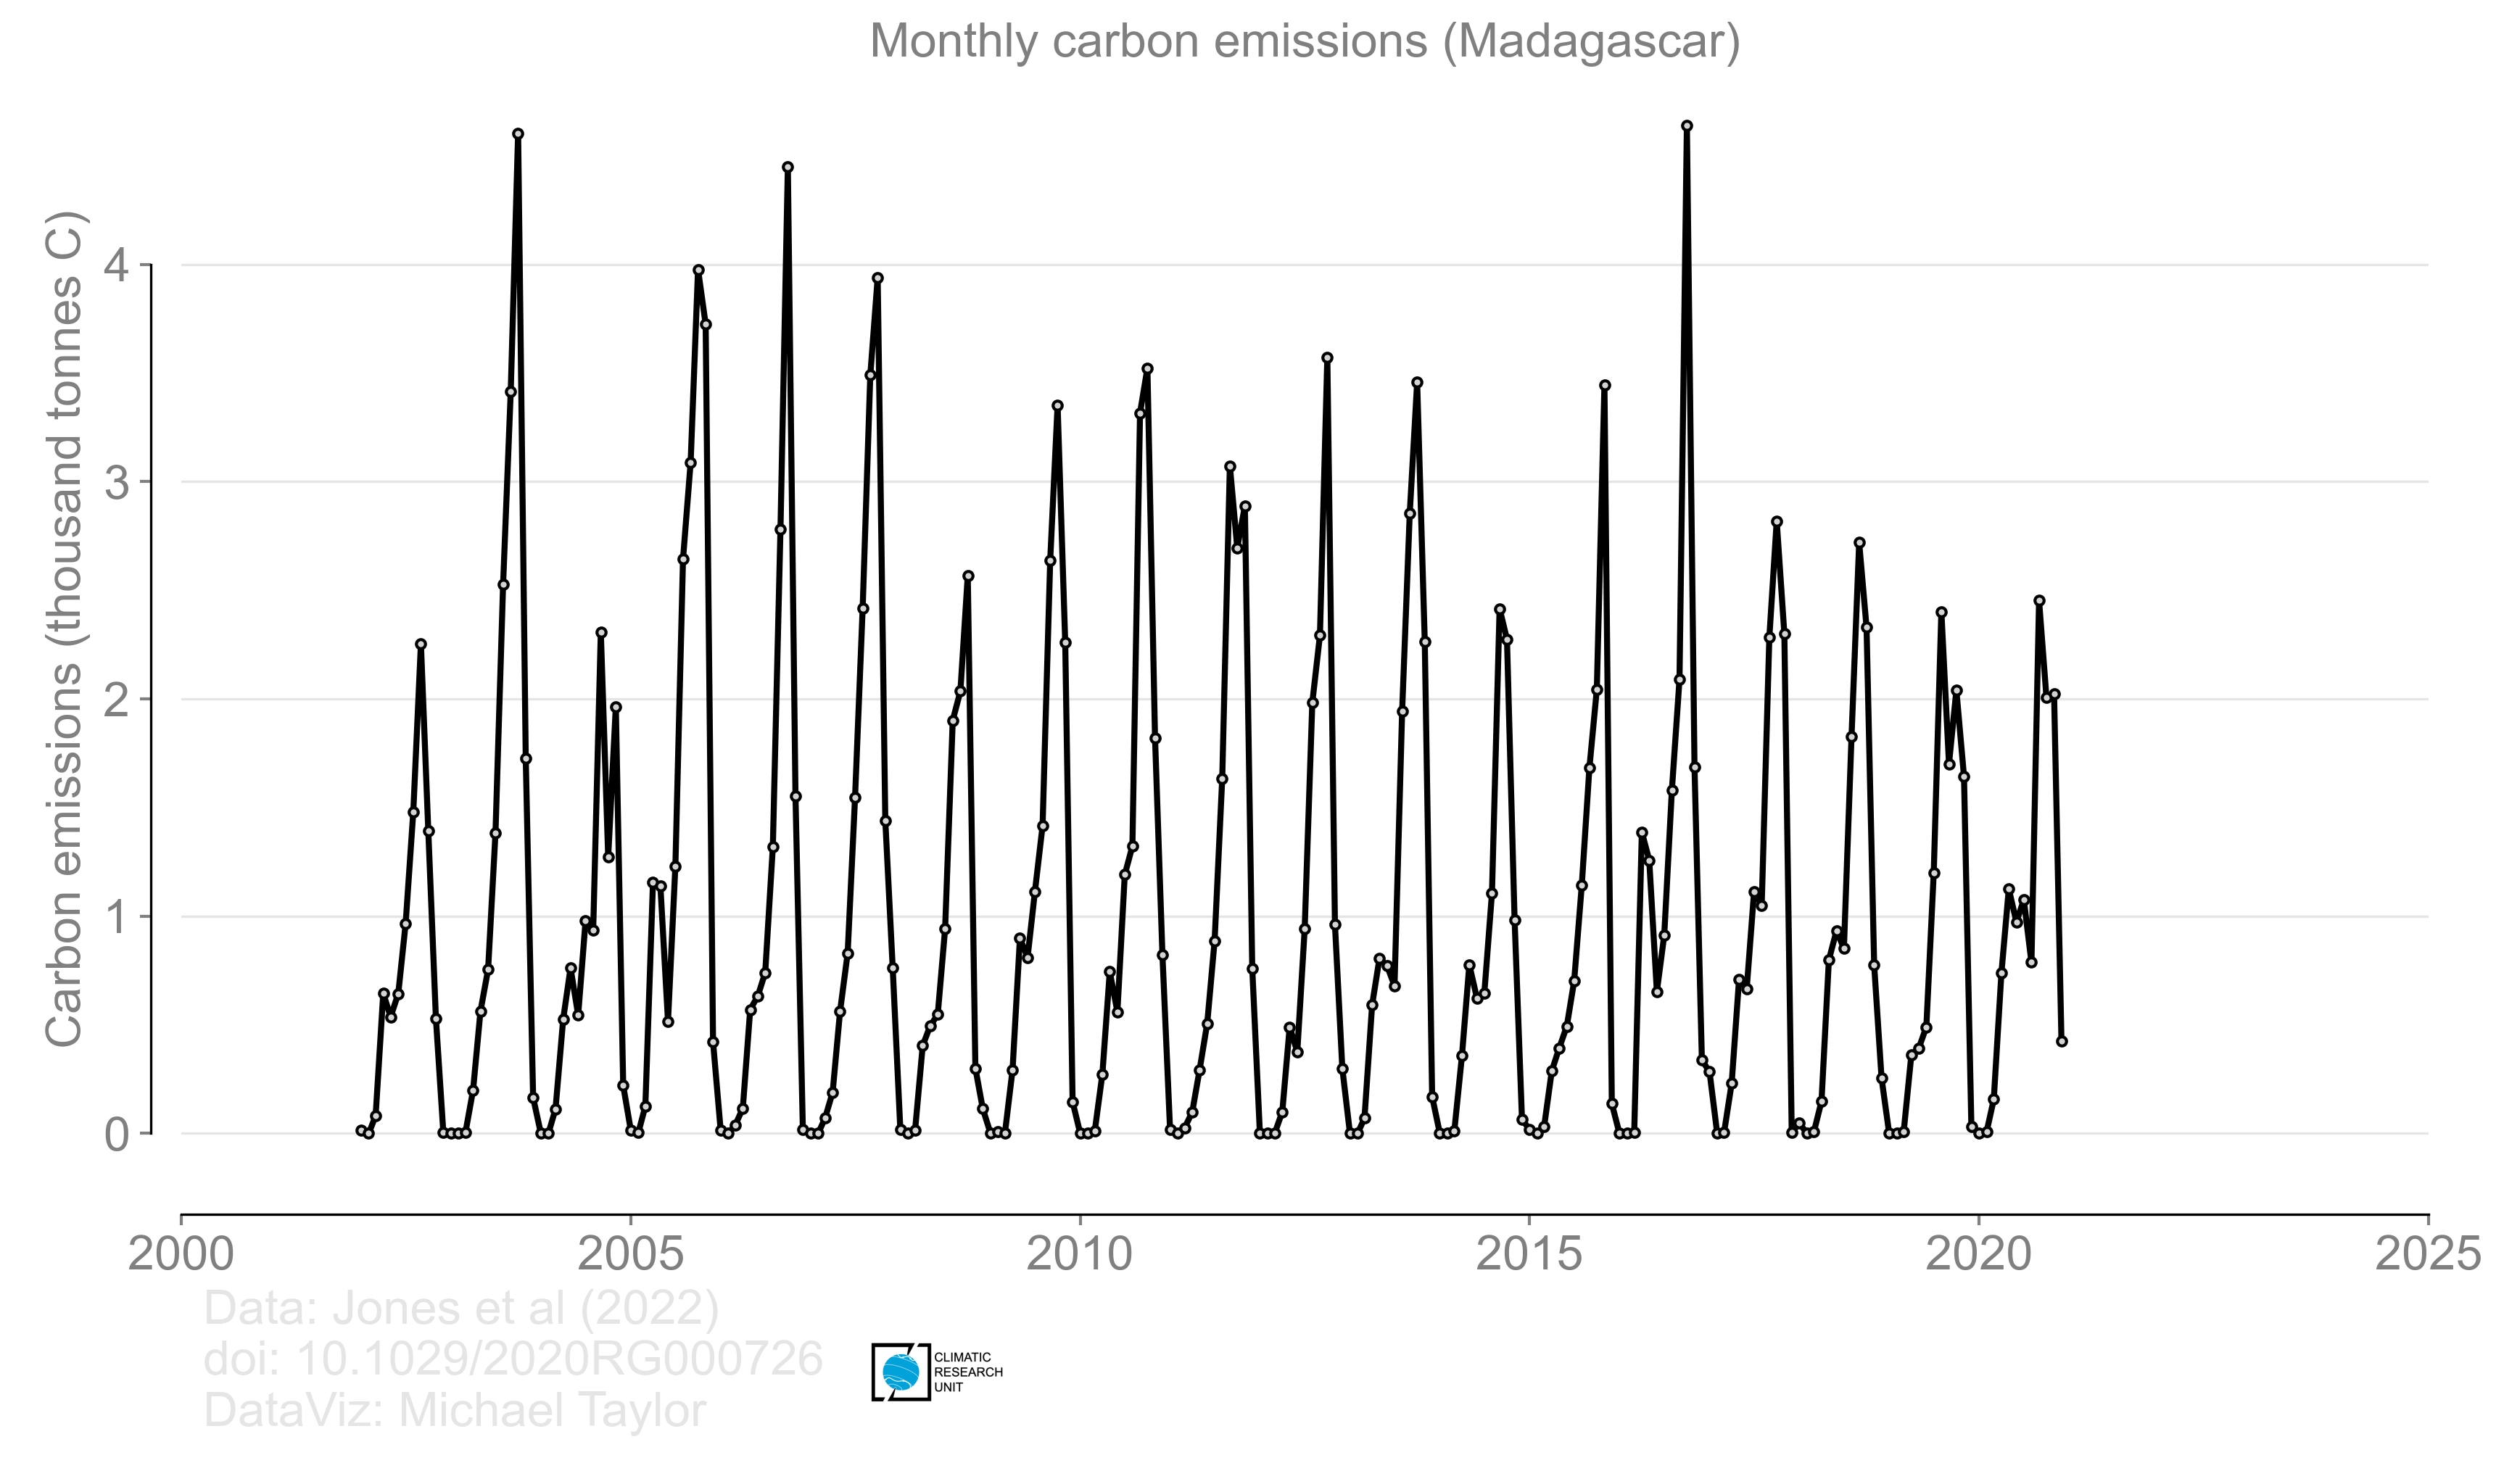 Monthly carbon emissions (Madagascar)
Carbon emissions (thousand tonnes C)
4
3
2
1
0
2000 2005 2010 2015 2020 2025
Data: Jones et al (2022)
doi: 10.1029/2020RG000726
DataViz: Michael Taylor
CLIMATIC
RESEARCH
UNIT